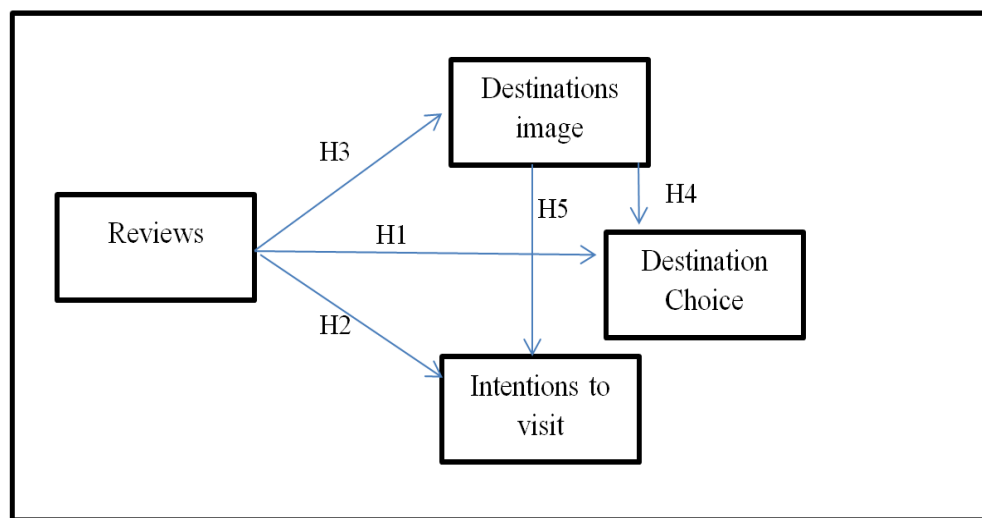 Destinations
image
H3
Reviews
H1
H5
H4
Destination
Choice
H2
Intentions to
visit